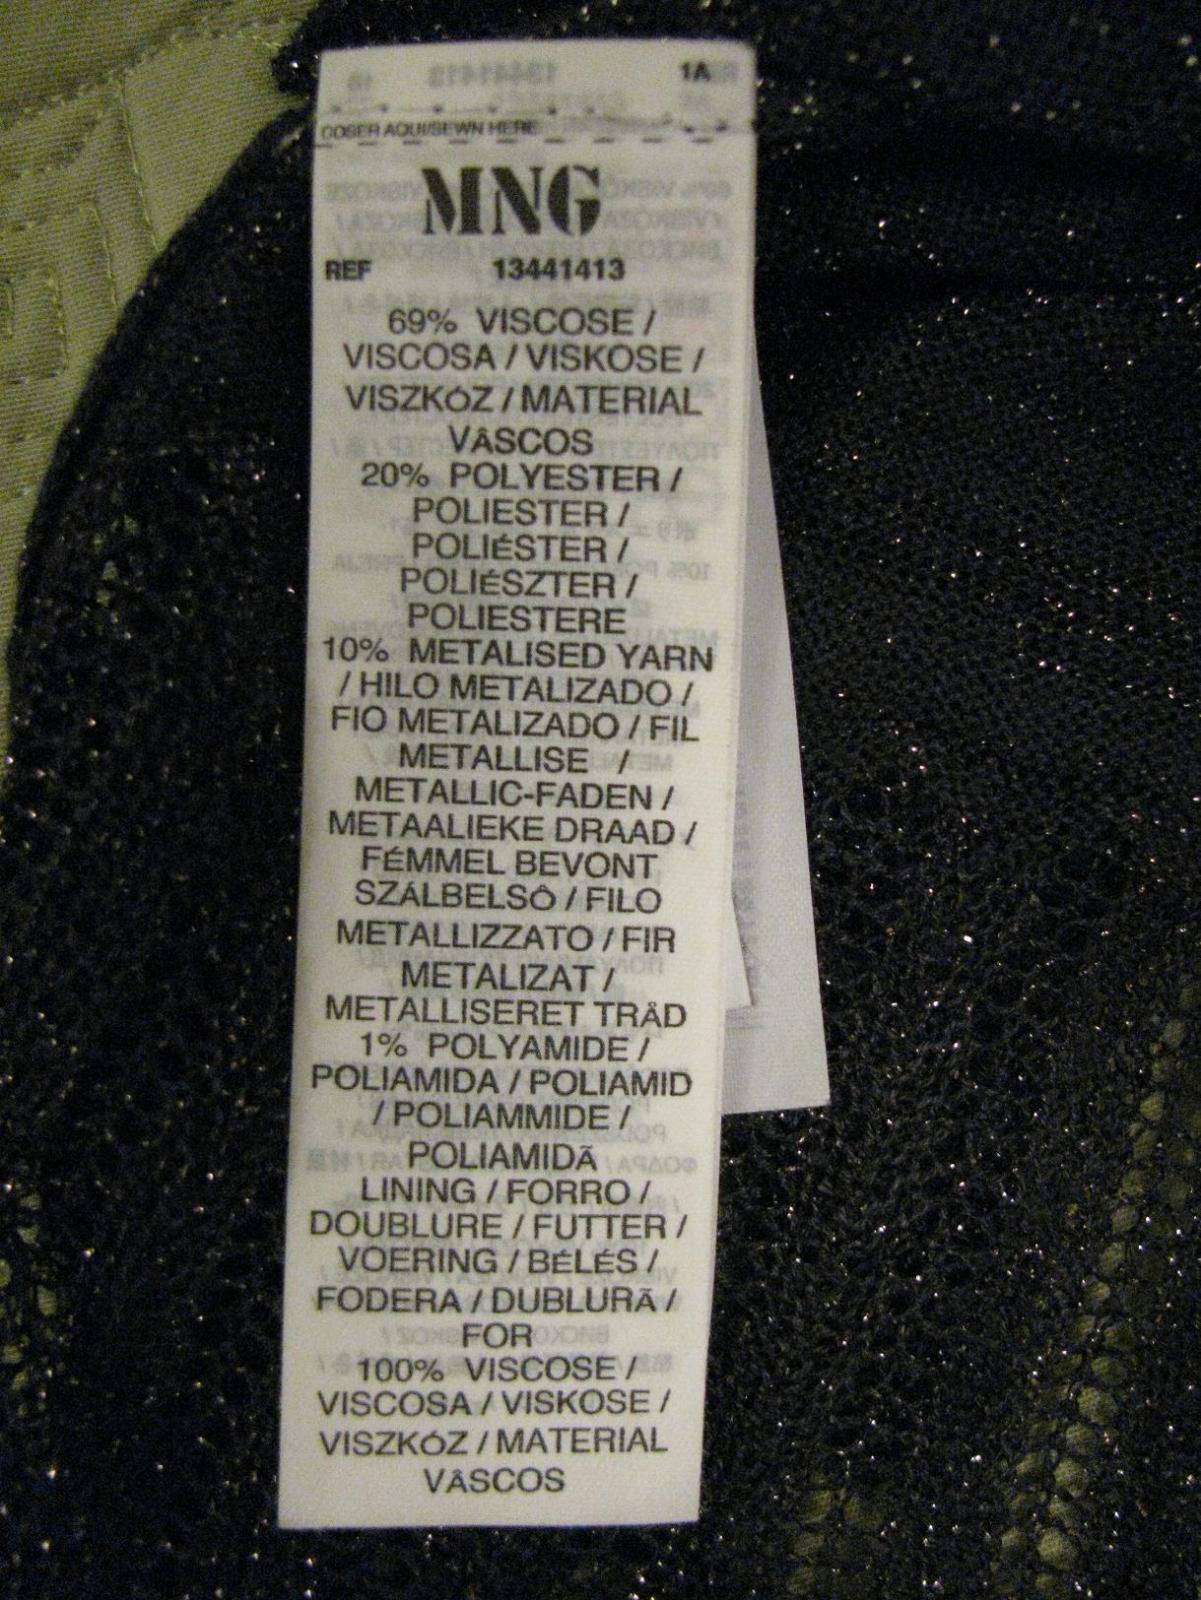 1A
COSER AQUI/SEWN HERE
MNG
REF 13441413
69% VISCOSE /
VISCOSA / VISKOSE /
VISZKÓZ / MATERIAL
VÂSCOS
20% POLYESTER /
POLIESTER /
POLIÉSTER /
POLIÉSZTER /
POLIESTERE
10% METALISED YARN
/ HILO METALIZADO /
FIO METALIZADO / FIL
METALLISE /
METALLIC-FADEN /
METAALIEKE DRAAD /
FÉMMEL BEVONT
SZÁLBELSÔ / FILO
METALLIZZATO / FIR
METALIZAT /
METALLISERET TRÅD
1% POLYAMIDE /
POLIAMIDA / POLIAMID
/ POLIAMMIDE /
POLIAMIDÃ
LINING / FORRO /
DOUBLURE / FUTTER /
VOERING / BÉLÉS /
FODERA / DUBLURÃ /
FOR
100% VISCOSE /
VISCOSA / VISKOSE /
VISZKÓZ / MATERIAL
VÂSCOS